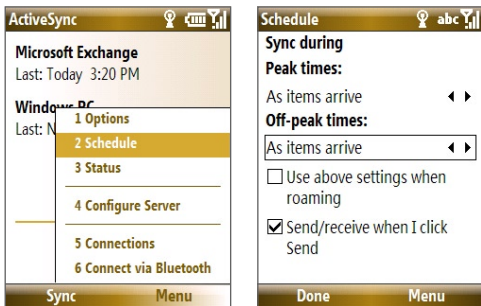 ActiveSync
Microsoft Exchange
Last: Today 3:20 PM
Windows PC
Last: N
1 Options
2 Schedule
3 Status
4 Configure Server
5 Connections
6 Connect via Bluetooth
Sync Menu
Schedule abc
Sync during
Peak times:
As items arrive
Off-peak times:
As items arrive
Use above settings when
roaming
Send/receive when I click
Send
Done Menu